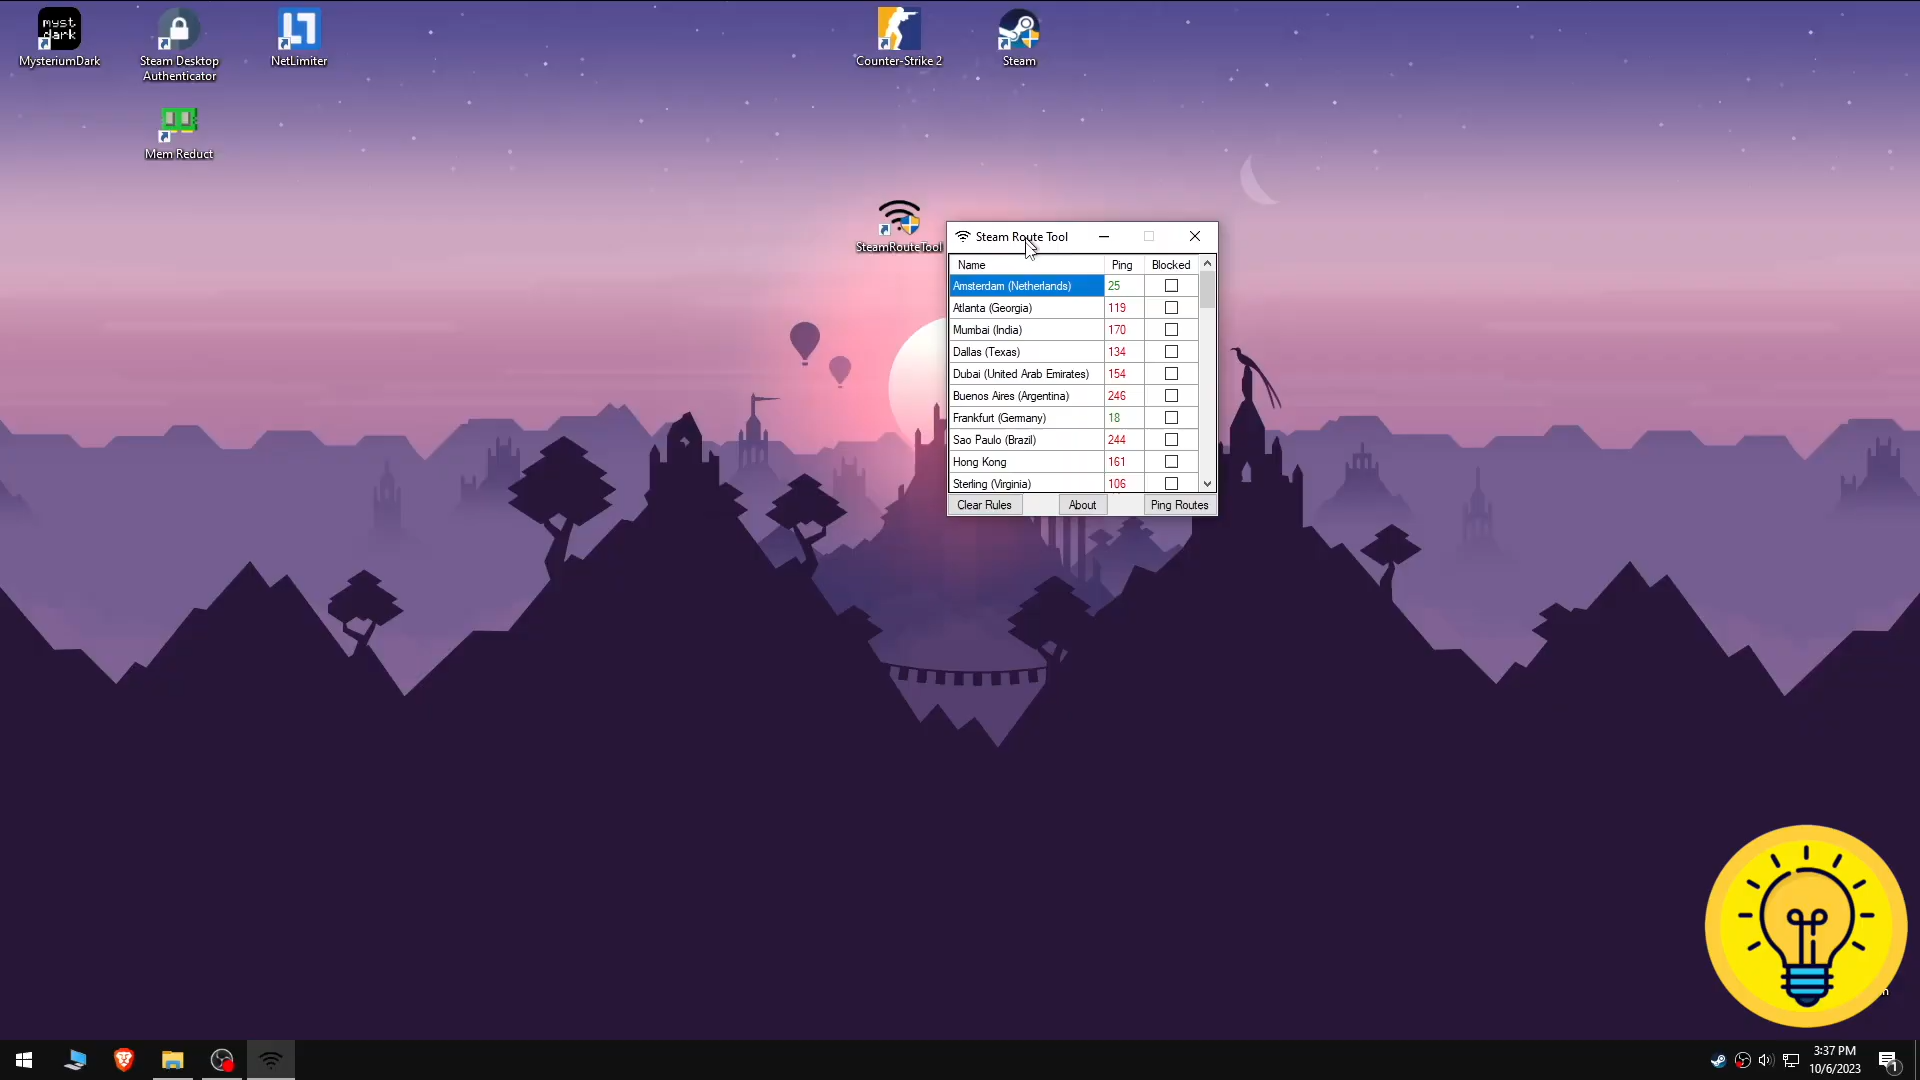 myst
dark
MysteriumDark
Steam Desktop
Authenticator
NetLimiter
Counter-Strike 2
Steam
Mem Reduct
SteamRouteTool
Steam Route Tool
Name Ping Blocked
Amsterdam (Netherlands) 25
Atlanta (Georgia) 119
Mumbai (India) 170
Dallas (Texas) 134
Dubai (United Arab Emirates) 154
Buenos Aires (Argentina) 246
Frankfurt (Germany) 18
Sao Paulo (Brazil) 244
Hong Kong 161
Sterling (Virginia) 106
Clear Rules About Ping Routes
3:37 PM
10/6/2023
1